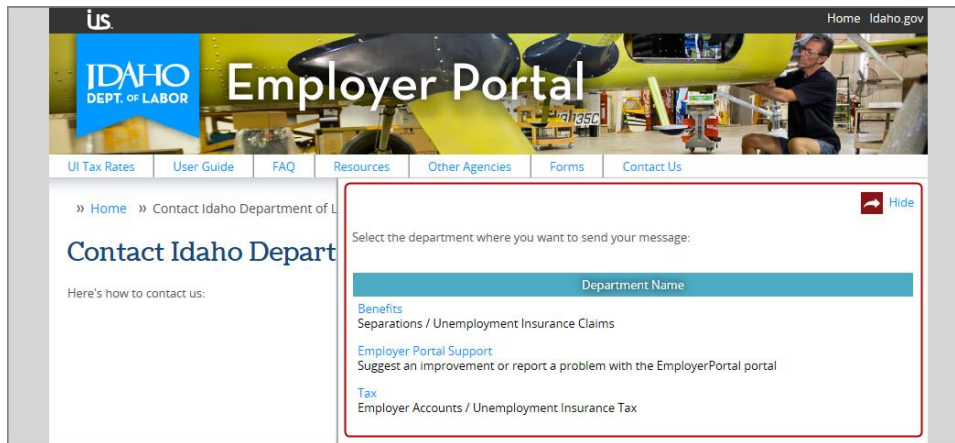 ius.
Home Idaho.gov
IDAHO
DEPT. OF LABOR
Employer Portal
UI Tax Rates User Guide FAQ Resources Other Agencies Forms Contact Us
» Home » Contact Idaho Department of L
Hide
Contact Idaho Depart
Here's how to contact us:
Select the department where you want to send your message:
Department Name
Benefits
Separations / Unemployment Insurance Claims
Employer Portal Support
Suggest an improvement or report a problem with the EmployerPortal portal
Tax
Employer Accounts / Unemployment Insurance Tax